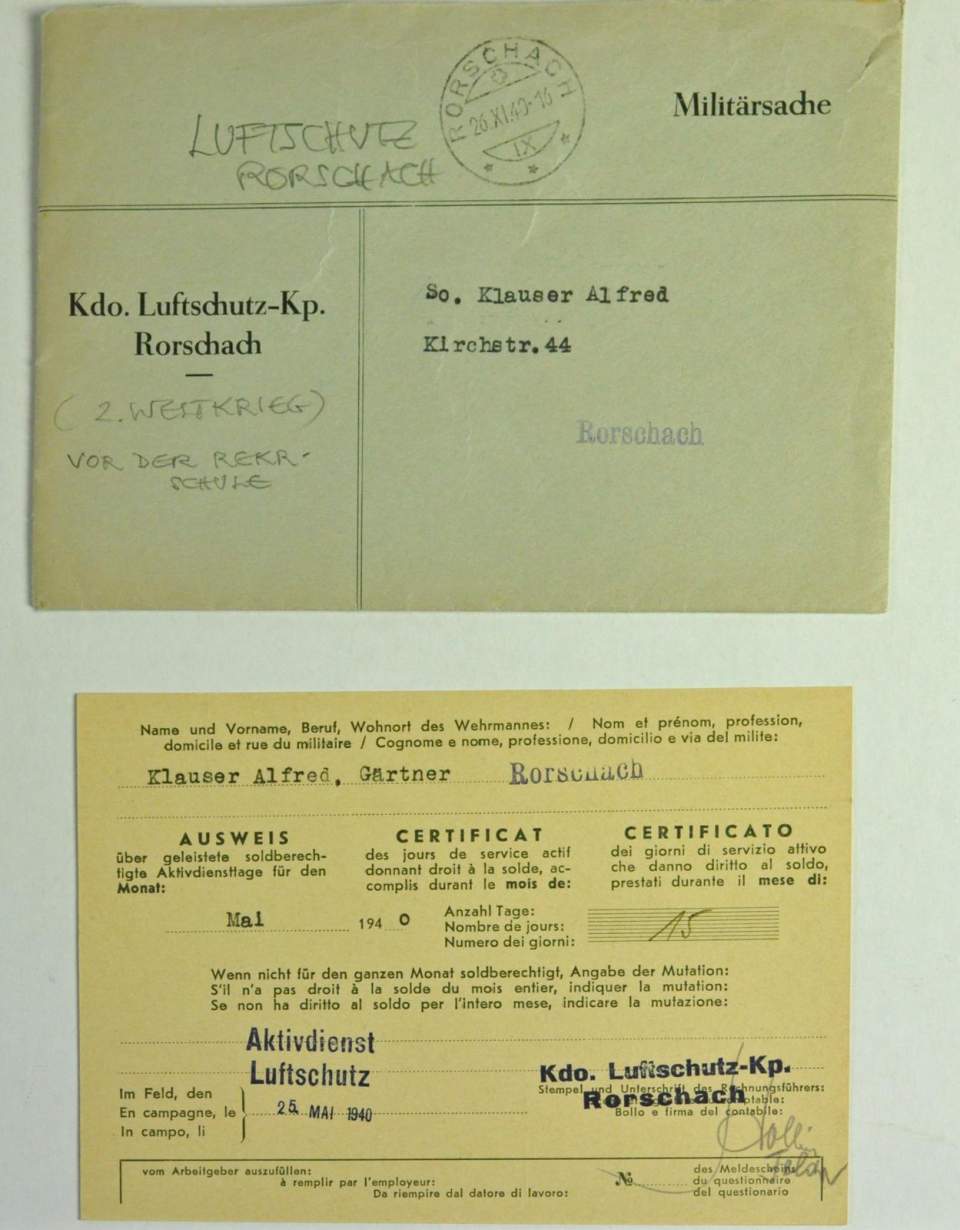 RORSCHACH
26.XI.40-16
IX
Militärsache
LUFTSCHUTZ
RORSCHACH
Kdo. Luftschutz-Kp.
Rorschach
(2. WELTKRIEG)
VOR DER REKR-
SCHULE
So. Klauser Alfred
Kirchstr.44
Rorschach
Name und Vorname, Beruf, Wohnort des Wehrmannes: / Nom et prénom, profession,
domicile et rue du militaire / Cognome e nome, professione, domicilio e via del milite:
Klauser Alfred, Gärtner Rorschach
AUSWEIS
über geleistete soldberech-
tigte Aktivdiensttage für den
Monat:
CERTIFICAT
des jours de service actif
donnant droit à la solde, ac-
complis durant le mois de:
CERTIFICATO
dei giorni di servizio attivo
che danno diritto al soldo,
prestati durante il mese di:
Mai 194 0
Anzahl Tage:
Nombre de jours:
Numero dei giorni:
15
Wenn nicht für den ganzen Monat soldberechtigt, Angabe der Mutation:
S'il n'a pas droit à la solde du mois entier, indiquer la mutation:
Se non ha diritto al soldo per l'intero mese, indicare la mutazione:
Aktivdienst
Luftschutz
Im Feld, den
En campagne, le
In campo, li
25. MAI 1940
Kdo. Luftschutz-Kp.
Rorschach
Stempel und Unterschrift des Rechnungsführers:
Bollo e firma del contabile:
vom Arbeitgeber auszufüllen:
à remplir par l'employeur:
Da riempire dal datore di lavoro:
№
des Meldescheins
du questionnaire
del questionario